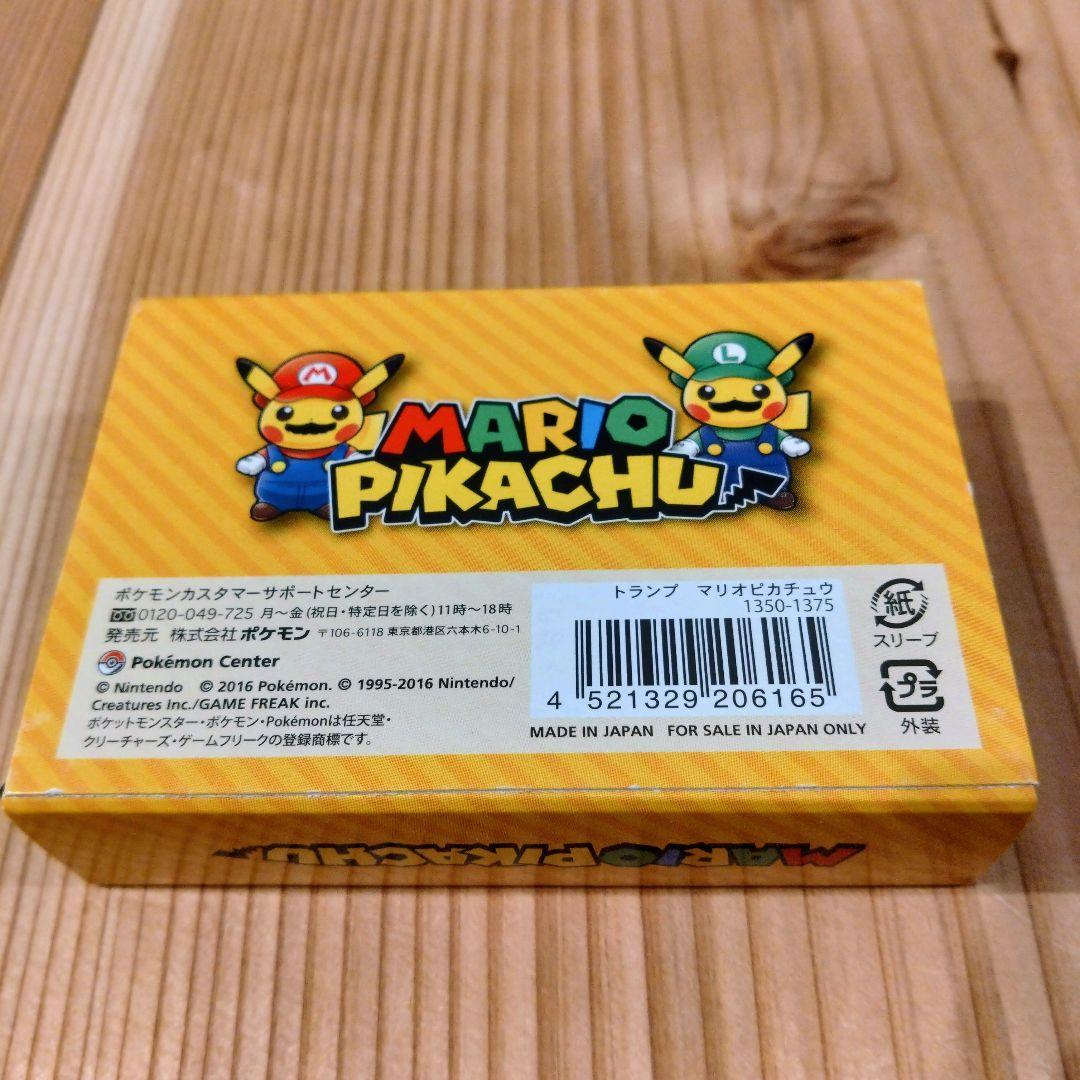 M
L
MARIO
PIKACHU
ポケモンカスタマーサポートセンター
0120-049-725 月～金(祝日・特定日を除く)11時～18時
発売元 株式会社ポケモン 〒106-6118 東京都港区六本木6-10-1
Pokémon Center
© Nintendo © 2016 Pokémon. © 1995-2016 Nintendo/
Creatures Inc./GAME FREAK inc.
ポケットモンスター・ポケモン・Pokémonは任天堂・
クリーチャーズ・ゲームフリークの登録商標です。
トランプ マリオピカチュウ
1350-1375
4 521329 206165
MADE IN JAPAN FOR SALE IN JAPAN ONLY
紙
スリーブ
プラ
外装
MARIO PIKACHU